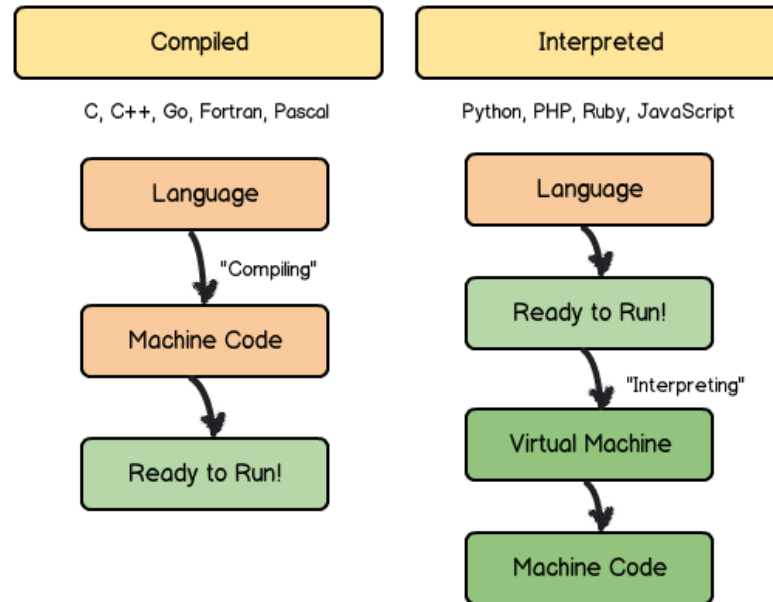 Compiled
C, C++, Go, Fortran, Pascal
Language
"Compiling"
Machine Code
Ready to Run!
Interpreted
Python, PHP, Ruby, JavaScript
Language
Ready to Run!
"Interpreting"
Virtual Machine
Machine Code